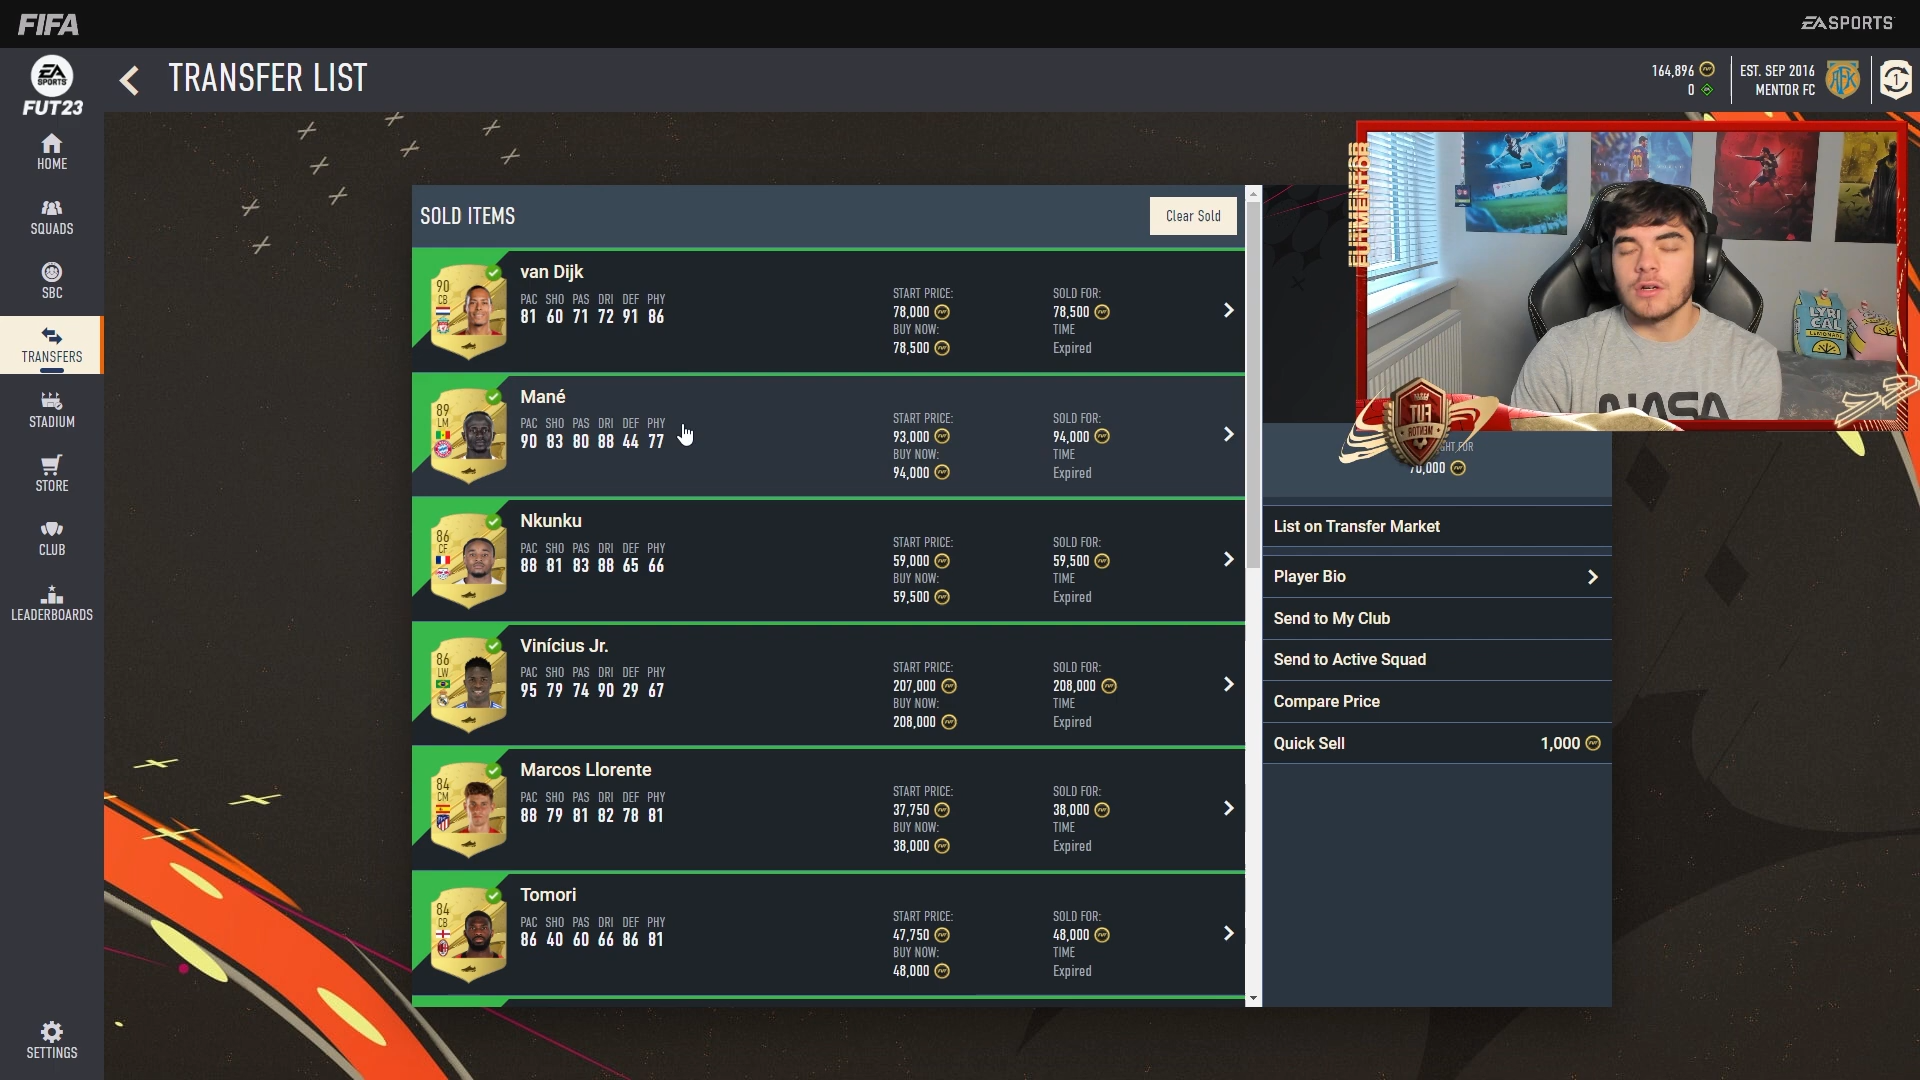 FIFA
EA SPORTS
EA SPORTS
FUT23
TRANSFER LIST
164,896
0
EST. SEP 2016
MENTOR FC
1
HOME
SQUADS
SBC
TRANSFERS
STADIUM
STORE
CLUB
LEADERBOARDS
SETTINGS
SOLD ITEMS
Clear Sold
90
CB
van Dijk
PAC SHO PAS DRI DEF PHY
81 60 71 72 91 86
START PRICE:
78,000
BUY NOW:
78,500
SOLD FOR:
78,500
TIME
Expired
89
LM
Mané
PAC SHO PAS DRI DEF PHY
90 83 80 88 44 77
START PRICE:
93,000
BUY NOW:
94,000
SOLD FOR:
94,000
TIME
Expired
86
CF
Nkunku
PAC SHO PAS DRI DEF PHY
88 81 83 88 65 66
START PRICE:
59,000
BUY NOW:
59,500
SOLD FOR:
59,500
TIME
Expired
86
LW
Vinícius Jr.
PAC SHO PAS DRI DEF PHY
95 79 74 90 29 67
START PRICE:
207,000
BUY NOW:
208,000
SOLD FOR:
208,000
TIME
Expired
84
CM
Marcos Llorente
PAC SHO PAS DRI DEF PHY
88 79 81 82 78 81
START PRICE:
37,750
BUY NOW:
38,000
SOLD FOR:
38,000
TIME
Expired
84
CB
Tomori
PAC SHO PAS DRI DEF PHY
86 40 60 66 86 81
START PRICE:
47,750
BUY NOW:
48,000
SOLD FOR:
48,000
TIME
Expired
LYRICAL
LEMONADE
NASA
FUT
MENTOR
70,000
List on Transfer Market
Player Bio
Send to My Club
Send to Active Squad
Compare Price
Quick Sell 1,000